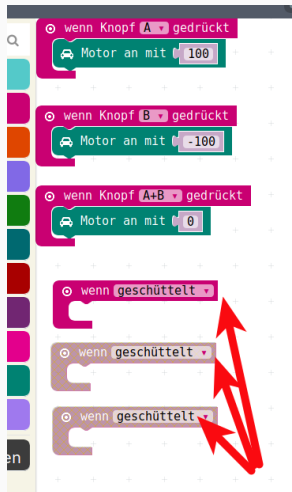 wenn Knopf A gedrückt
Motor an mit 100
wenn Knopf B gedrückt
Motor an mit -100
wenn Knopf A+B gedrückt
Motor an mit 0
wenn geschüttelt
wenn geschüttelt
wenn geschüttelt
en